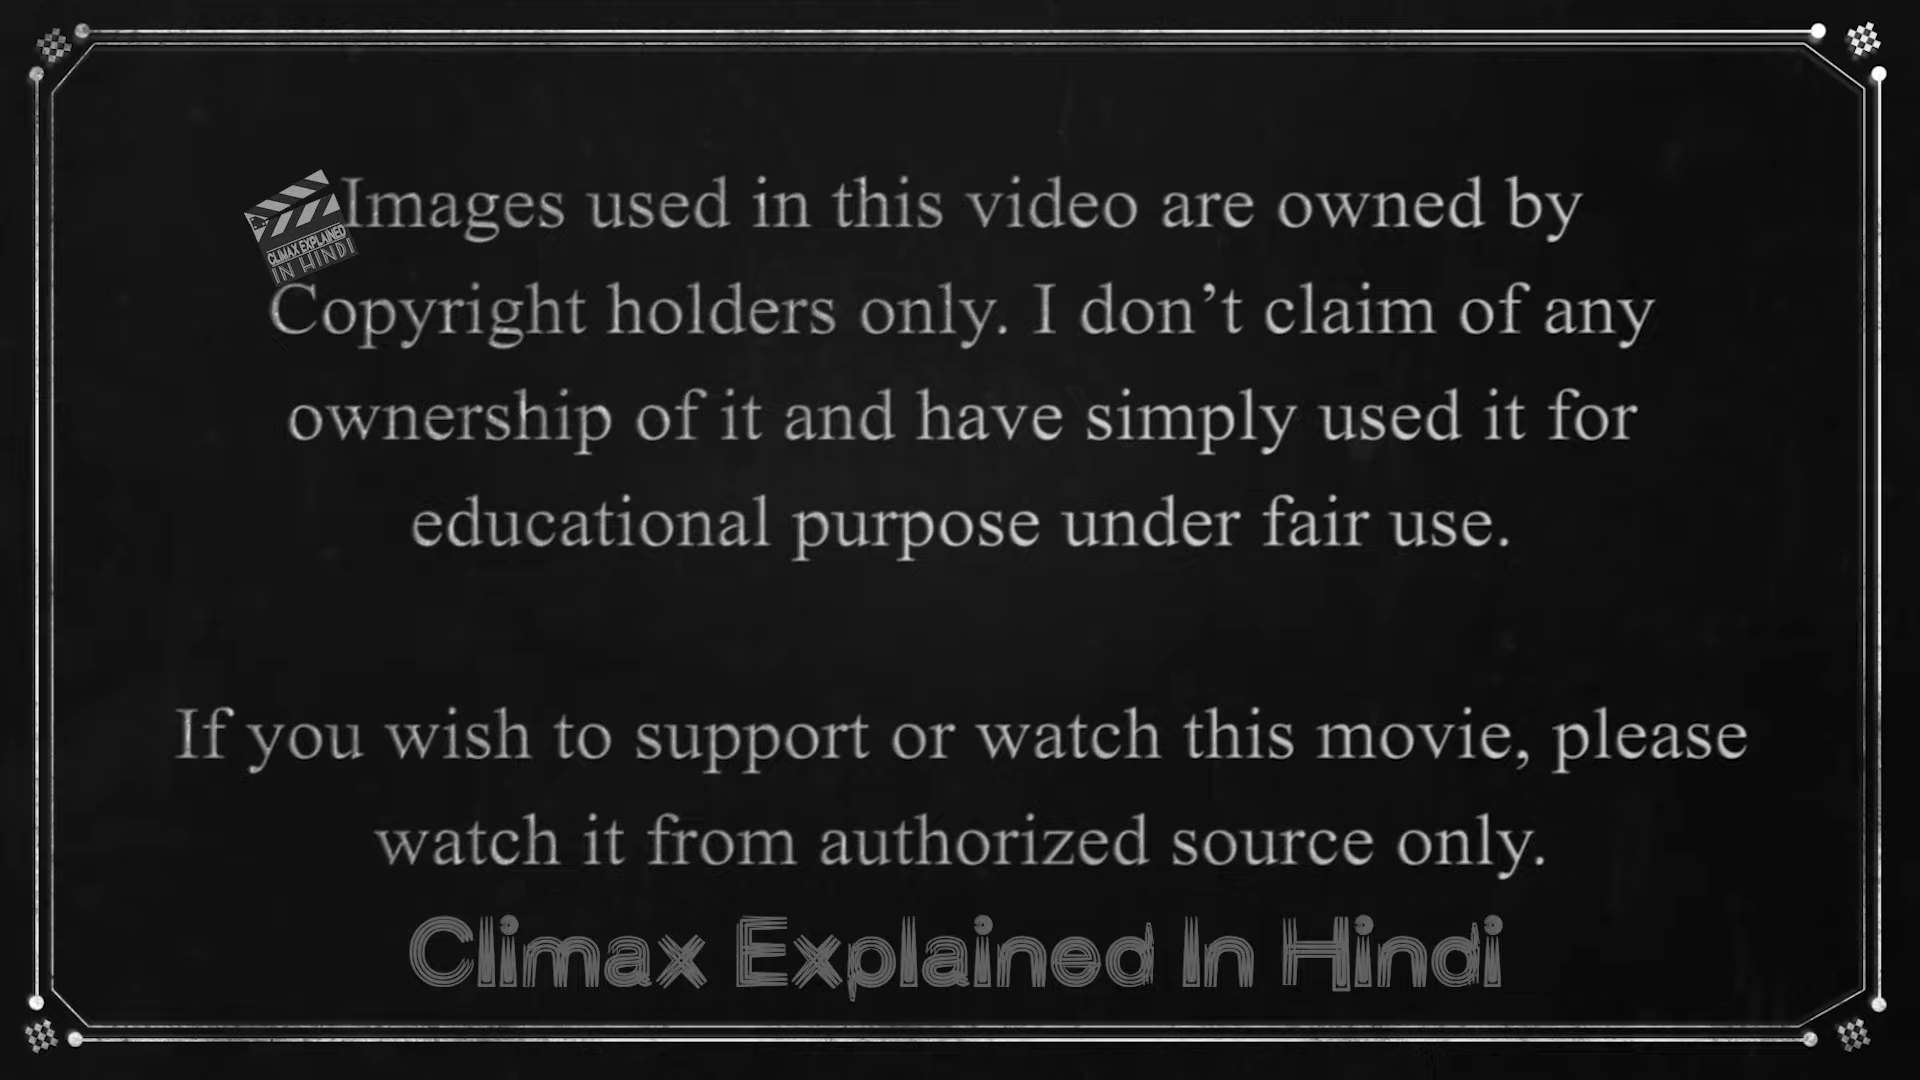 Images used in this video are owned by
CLIMAX EXPLAINED
IN HINDI
Copyright holders only. I don’t claim of any
ownership of it and have simply used it for
educational purpose under fair use.
If you wish to support or watch this movie, please
watch it from authorized source only.
Climax Explained In Hindi